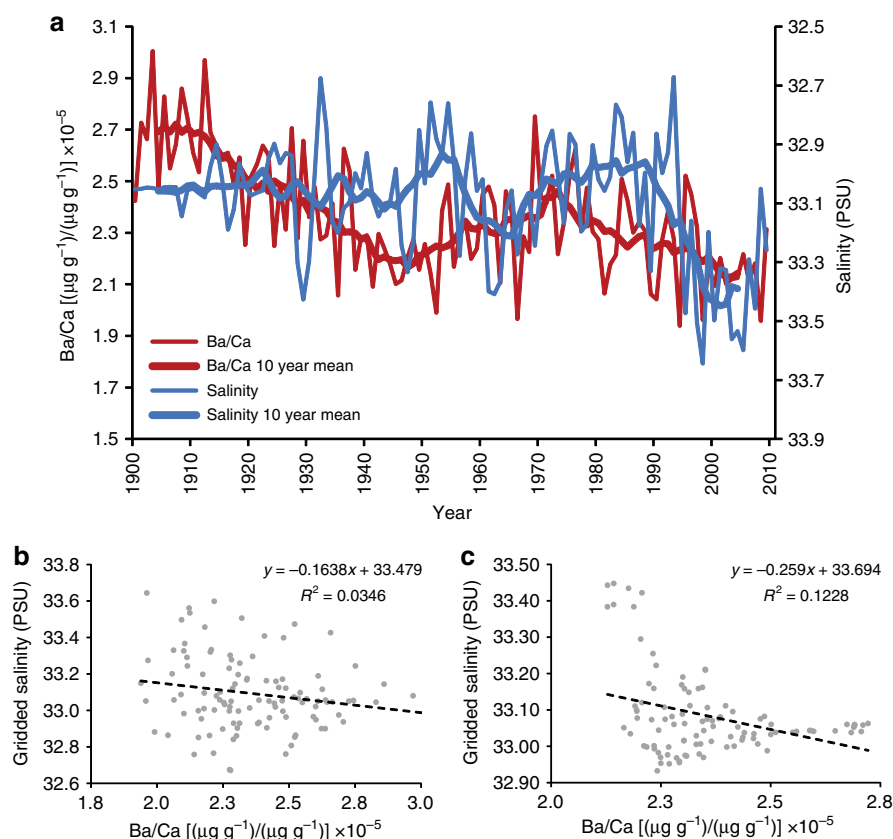 a
Ba/Ca [(µg g⁻¹)/(µg g⁻¹)] ×10⁻⁵
3.1
2.9
2.7
2.5
2.3
2.1
1.9
1.7
1.5
32.5
32.7
32.9
33.1
33.3
33.5
33.7
33.9
Salinity (PSU)
Ba/Ca
Ba/Ca 10 year mean
Salinity
Salinity 10 year mean
1900
1910
1920
1930
1940
1950
1960
1970
1980
1990
2000
2010
Year
b
Gridded salinity (PSU)
33.8
33.6
33.4
33.2
33.0
32.8
32.6
y = −0.1638x + 33.479
R² = 0.0346
1.8
2.0
2.3
2.5
2.8
3.0
Ba/Ca [(µg g⁻¹)/(µg g⁻¹)] ×10⁻⁵
c
Gridded salinity (PSU)
33.50
33.40
33.30
33.20
33.10
33.00
32.90
y = −0.259x + 33.694
R² = 0.1228
2.0
2.3
2.5
2.8
Ba/Ca [(µg g⁻¹)/(µg g⁻¹)] ×10⁻⁵